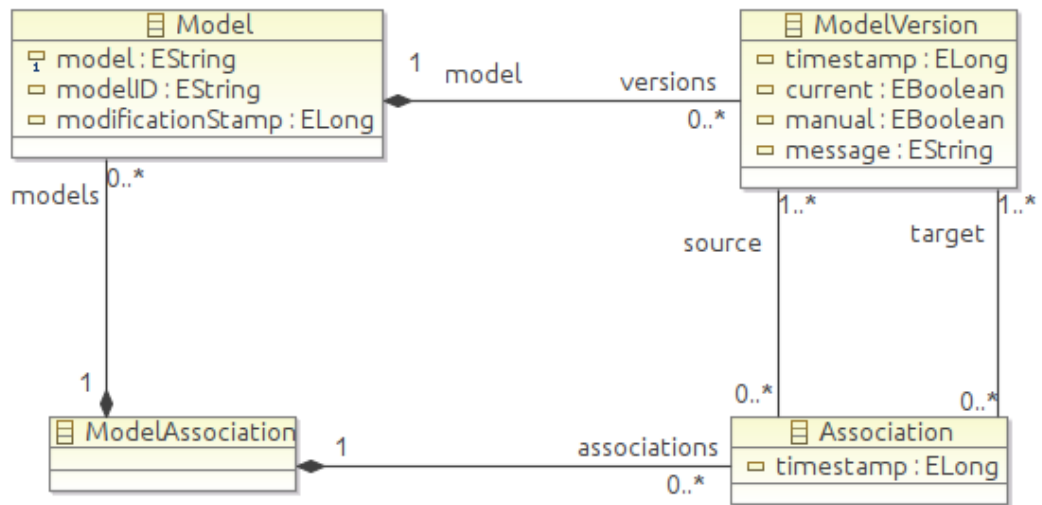 Model
model : EString
1
modelID : EString
modificationStamp : ELong
ModelVersion
timestamp : ELong
current : EBoolean
manual : EBoolean
message : EString
1
model
versions
0..*
0..*
models
1..*
1..*
source
target
1
0..*
0..*
ModelAssociation
1
associations
0..*
Association
timestamp : ELong